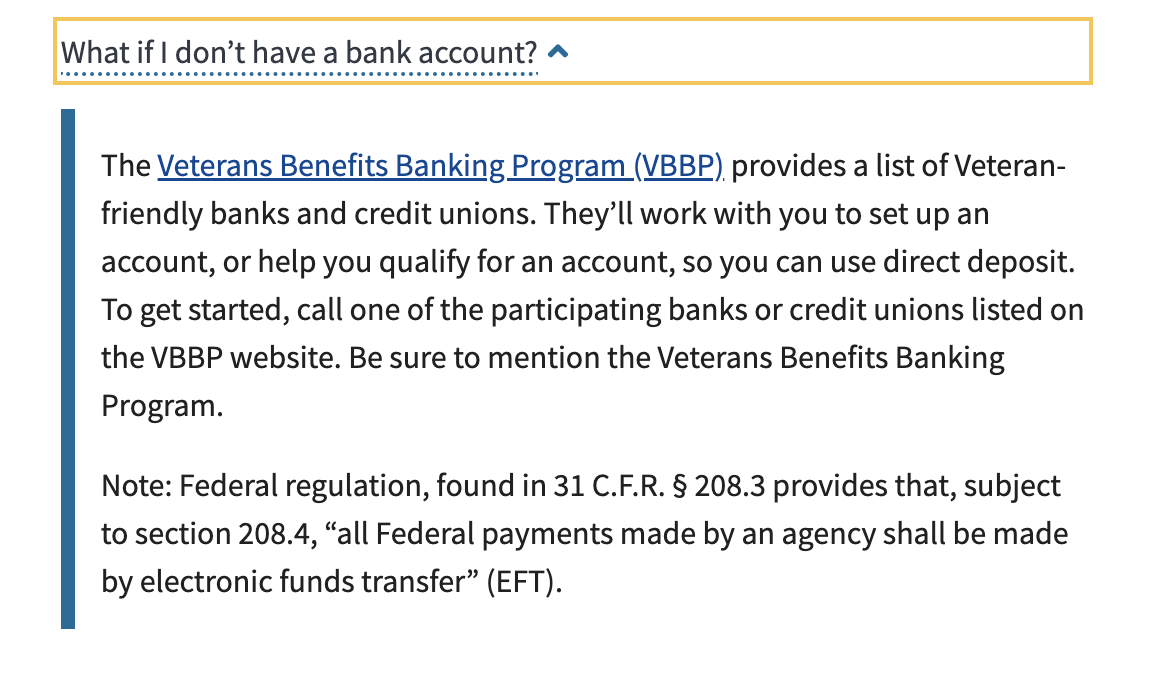 What if I don’t have a bank account?
The Veterans Benefits Banking Program (VBBP) provides a list of Veteran-
friendly banks and credit unions. They’ll work with you to set up an
account, or help you qualify for an account, so you can use direct deposit.
To get started, call one of the participating banks or credit unions listed on
the VBBP website. Be sure to mention the Veterans Benefits Banking
Program.
Note: Federal regulation, found in 31 C.F.R. § 208.3 provides that, subject
to section 208.4, “all Federal payments made by an agency shall be made
by electronic funds transfer” (EFT).